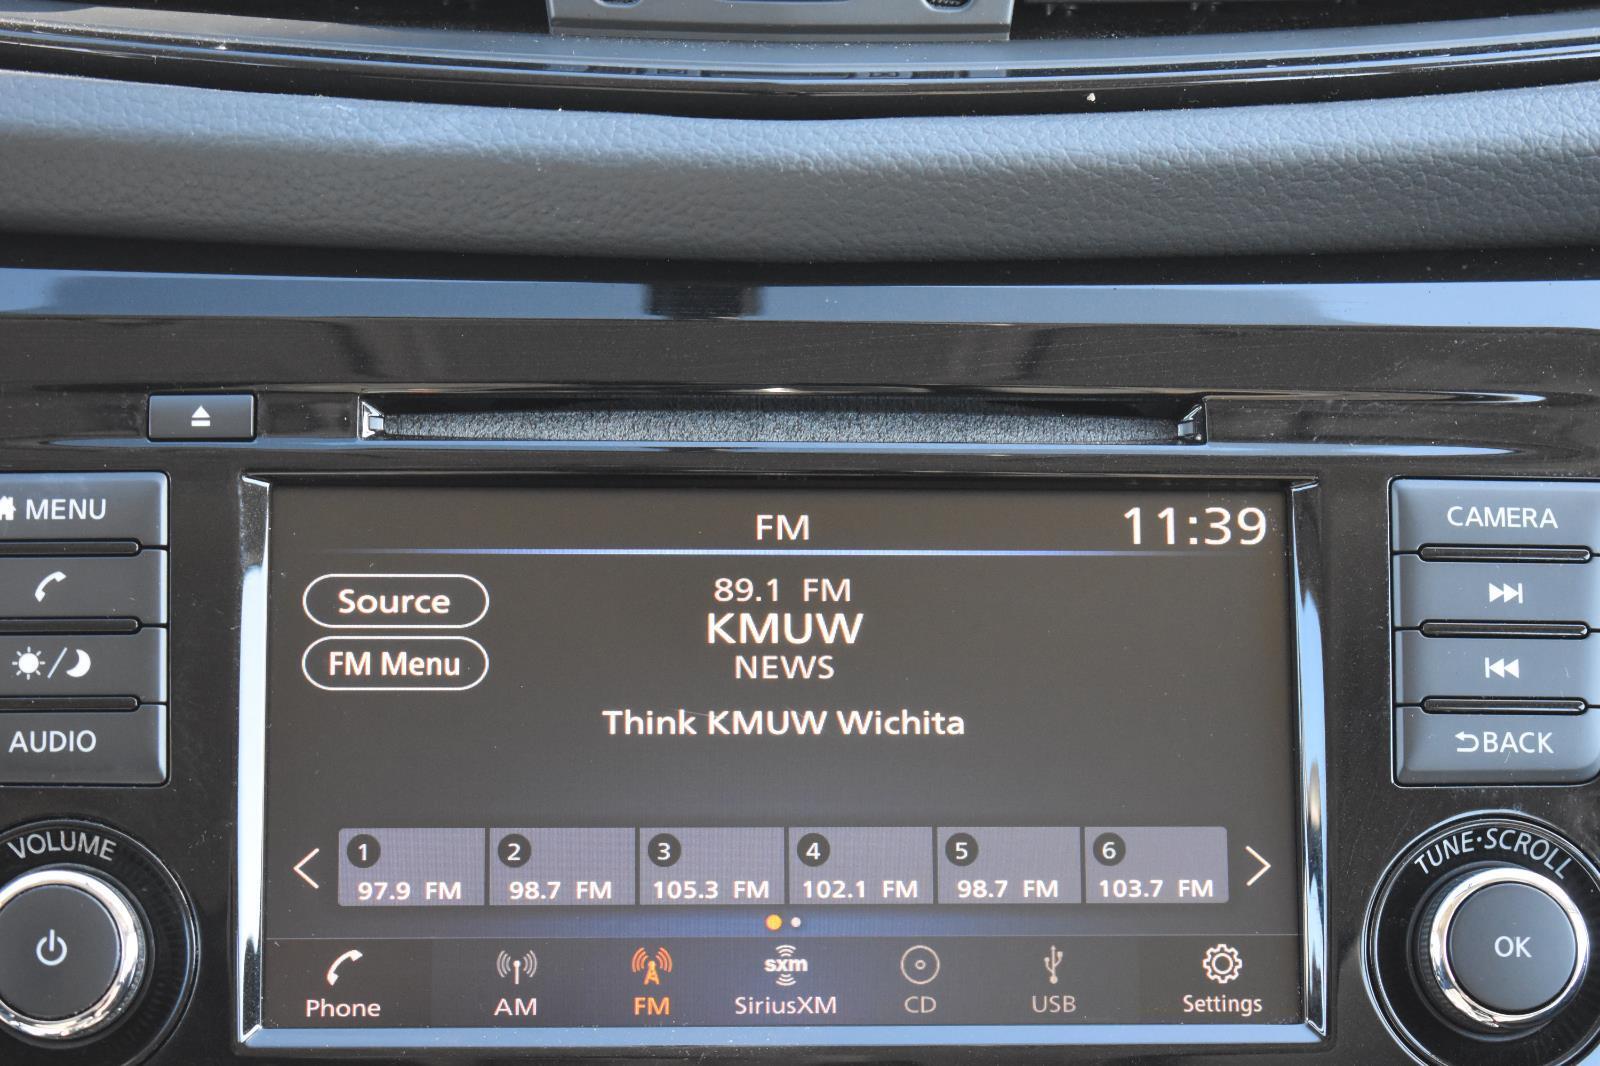 MENU
AUDIO
VOLUME
FM
11:39
Source
FM Menu
89.1 FM
KMUW
NEWS
Think KMUW Wichita
1
97.9 FM
2
98.7 FM
3
105.3 FM
4
102.1 FM
5
98.7 FM
6
103.7 FM
Phone
AM
FM
sxm
SiriusXM
CD
USB
Settings
CAMERA
BACK
TUNE·SCROLL
OK